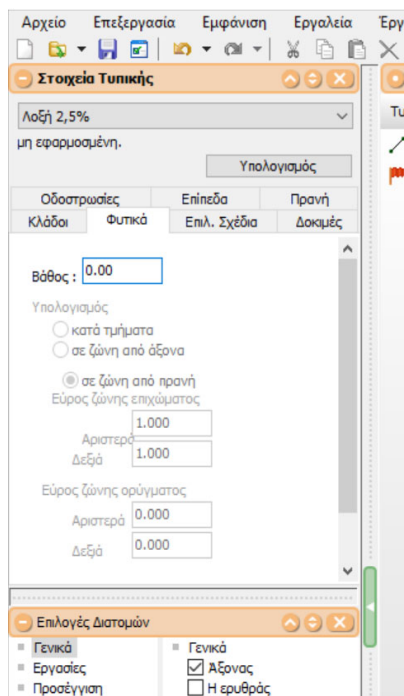 Αρχείο Επεξεργασία Εμφάνιση Εργαλεία
Στοιχεία Τυπικής
Λοξή 2,5%
μη εφαρμοσμένη.
Υπολογισμός
Οδοστρωσίες Επίπεδα Πρανή
Κλάδοι Φυτικά Επιλ. Σχέδια Δοκιμές
Βάθος : 0.00
Υπολογισμός
κατά τμήματα
σε ζώνη από άξονα
σε ζώνη από πρανή
Εύρος ζώνης επιχώματος
1.000
Αριστερό
Δεξιά 1.000
Εύρος ζώνης ορύγματος
Αριστερά 0.000
Δεξιά 0.000
Επιλογές Διατομών
Γενικά Γενικά
Εργασίες Άξονας
Προσέγγιση Η ερυθράς